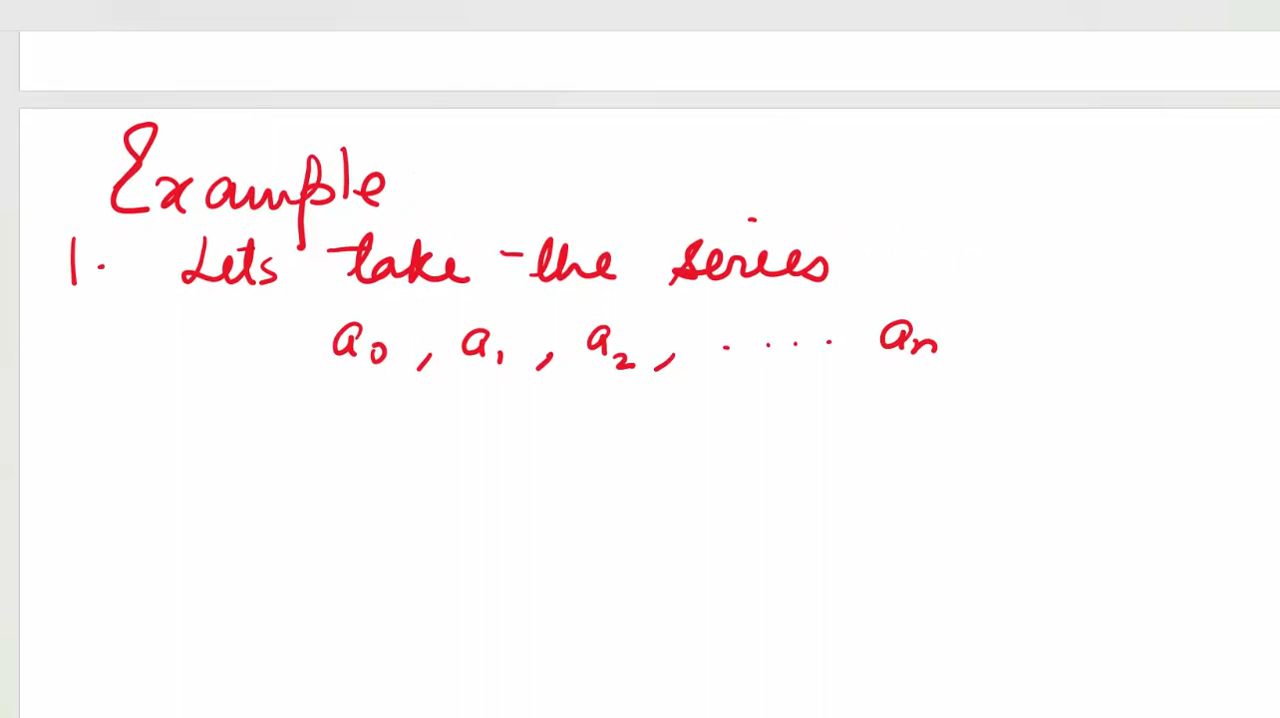 Example
1. Lets take the series
a₀, a₁, a₂, ..... aₙ